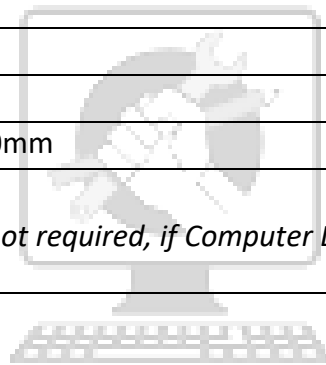 0mm
ot required, if Computer